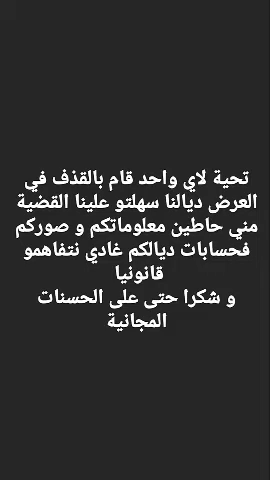 تحية لاي واحد قام بالقذف في
العرض ديالنا سهلتو علينا القضية
مني حاطين معلوماتكم و صوركم
فحسابات ديالكم غادي نتفاهمو
قانونيا
و شكرا حتى على الحسنات
المجانية